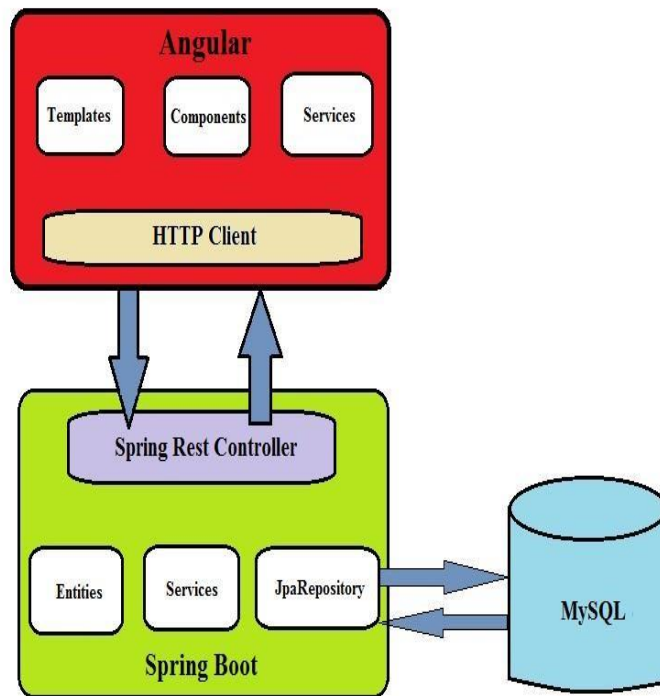 Angular
Templates
Components
Services
HTTP Client
Spring Rest Controller
Entities
Services
JpaRepository
MySQL
Spring Boot